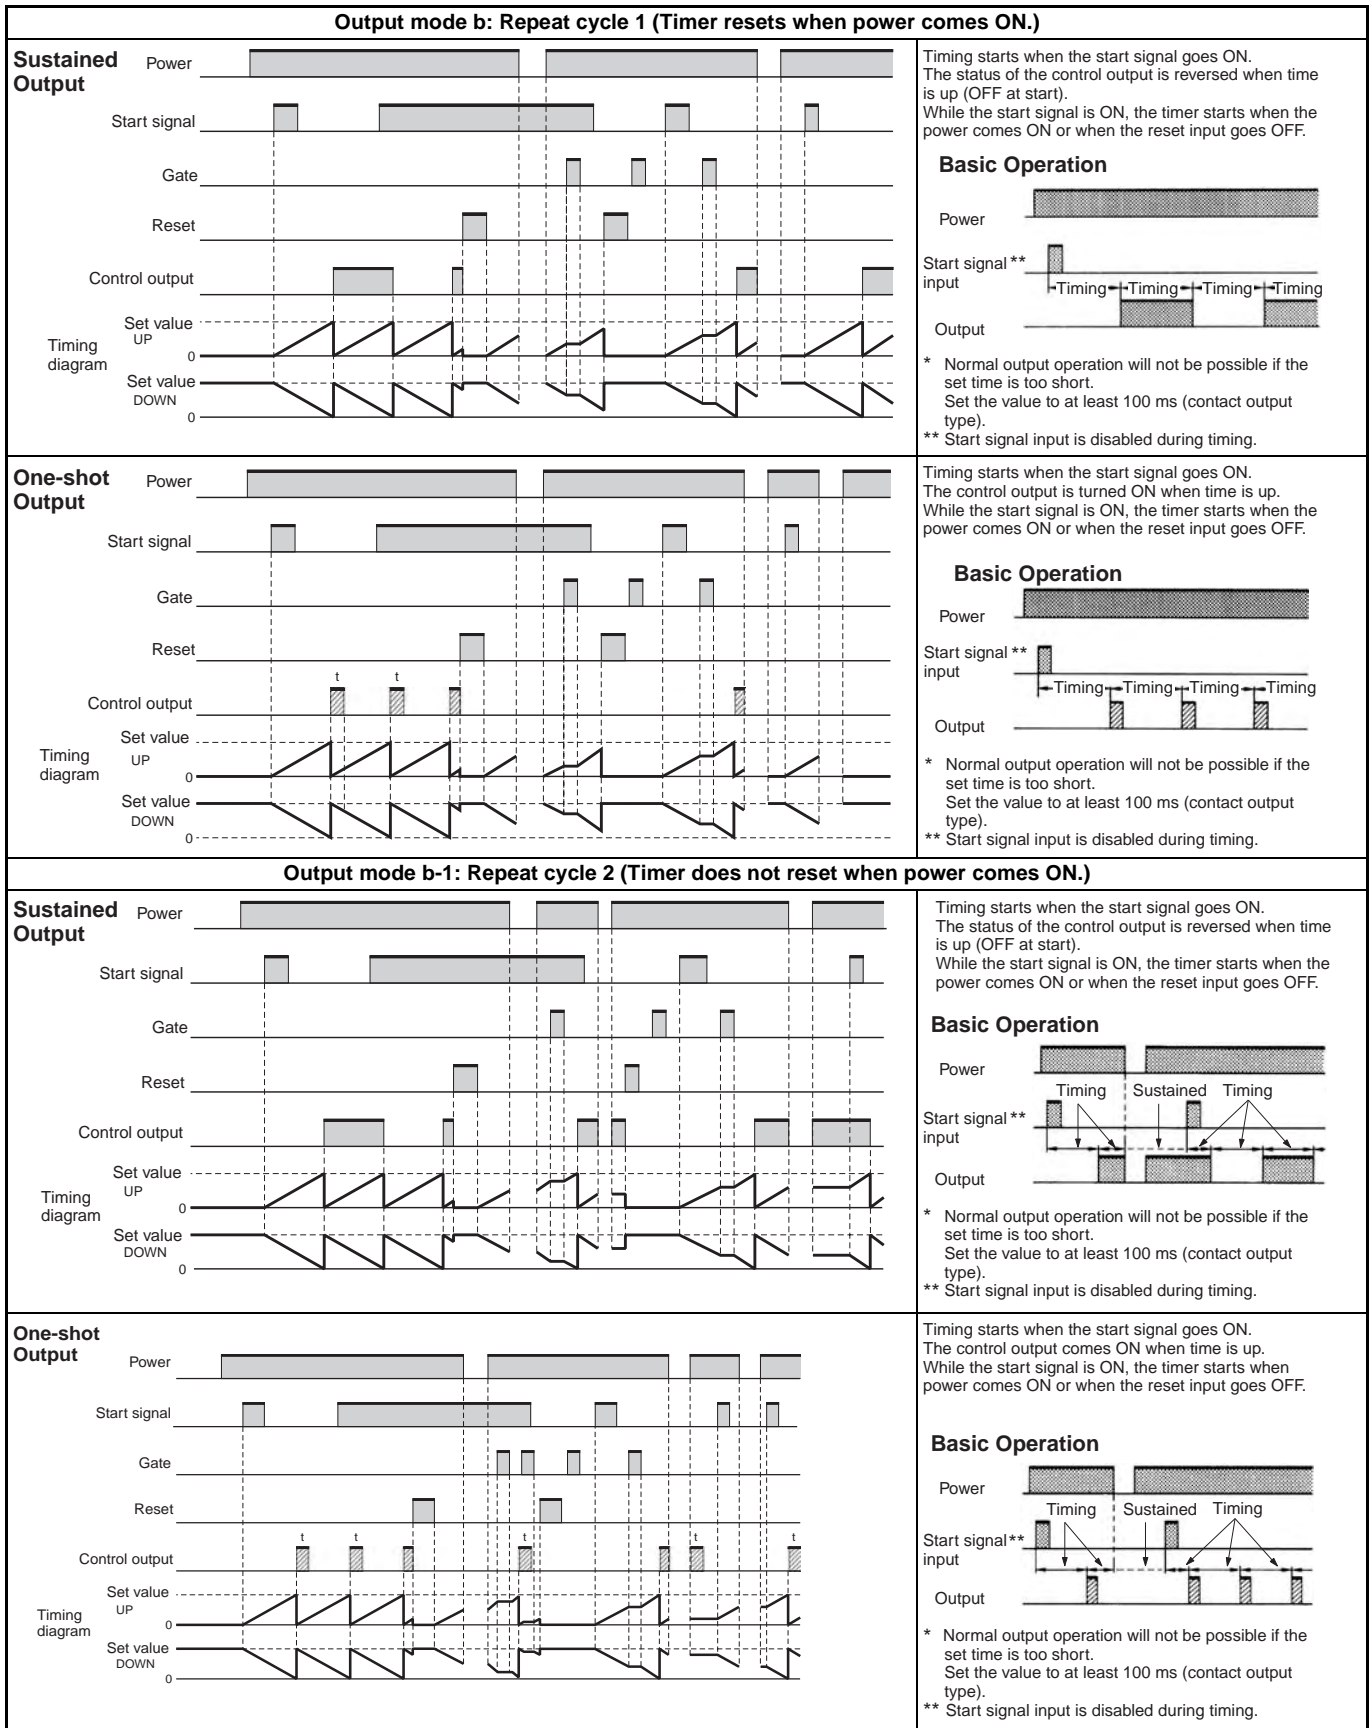 Output mode b: Repeat cycle 1 (Timer resets when power comes ON.)
Sustained
Output
Power
Start signal
Gate
Reset
Control output
Timing
diagram
Set value
UP
0
Set value
DOWN
0
Timing starts when the start signal goes ON.
The status of the control output is reversed when time
is up (OFF at start).
While the start signal is ON, the timer starts when the
power comes ON or when the reset input goes OFF.
Basic Operation
Power
Start signal **
input
Timing Timing Timing Timing
Output
* Normal output operation will not be possible if the
set time is too short.
Set the value to at least 100 ms (contact output
type).
** Start signal input is disabled during timing.
One-shot
Output
Power
Start signal
Gate
Reset
t t
Control output
Timing
diagram
Set value
UP
0
Set value
DOWN
0
Timing starts when the start signal goes ON.
The control output is turned ON when time is up.
While the start signal is ON, the timer starts when the
power comes ON or when the reset input goes OFF.
Basic Operation
Power
Start signal **
input
Timing Timing Timing Timing
Output
* Normal output operation will not be possible if the
set time is too short.
Set the value to at least 100 ms (contact output
type).
** Start signal input is disabled during timing.
Output mode b-1: Repeat cycle 2 (Timer does not reset when power comes ON.)
Sustained
Output
Power
Start signal
Gate
Reset
Control output
Timing
diagram
Set value
UP
0
Set value
DOWN
0
Timing starts when the start signal goes ON.
The status of the control output is reversed when time
is up (OFF at start).
While the start signal is ON, the timer starts when the
power comes ON or when the reset input goes OFF.
Basic Operation
Power
Timing Sustained Timing
Start signal **
input
Output
* Normal output operation will not be possible if the
set time is too short.
Set the value to at least 100 ms (contact output
type).
** Start signal input is disabled during timing.
One-shot
Output
Power
Start signal
Gate
Reset
t t t t t
Control output
Timing
diagram
Set value
UP
0
Set value
DOWN
0
Timing starts when the start signal goes ON.
The control output comes ON when time is up.
While the start signal is ON, the timer starts when
power comes ON or when the reset input goes OFF.
Basic Operation
Power
Timing Sustained Timing
Start signal **
input
Output
* Normal output operation will not be possible if the
set time is too short.
Set the value to at least 100 ms (contact output
type).
** Start signal input is disabled during timing.